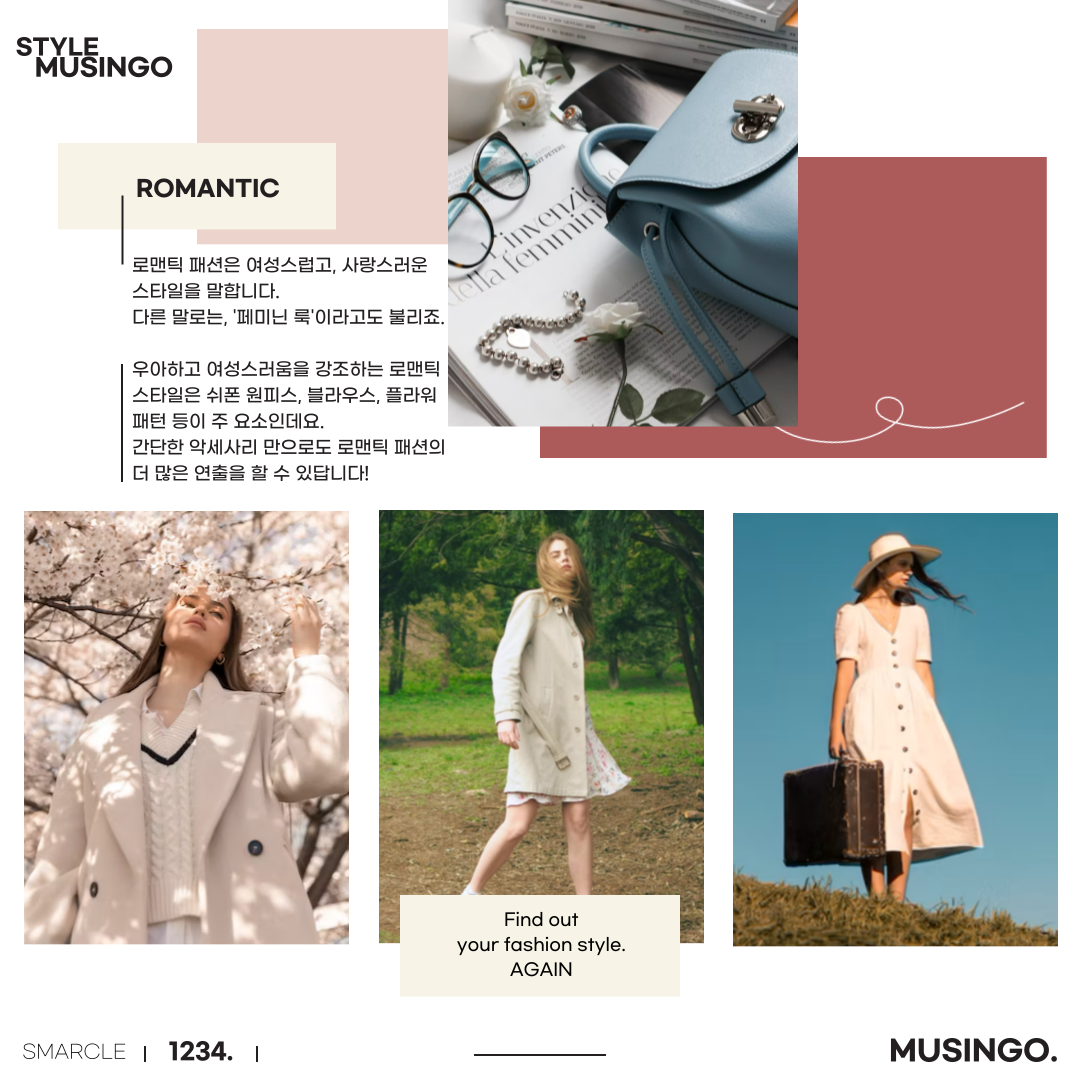 STYLE
MUSINGO
ROMANTIC
로맨틱 패션은 여성스럽고, 사랑스러운
스타일을 말합니다.
다른 말로는, '페미닌 룩'이라고도 불리죠.
우아하고 여성스러움을 강조하는 로맨틱
스타일은 쉬폰 원피스, 블라우스, 플라워
패턴 등이 주 요소인데요.
간단한 악세사리 만으로도 로맨틱 패션의
더 많은 연출을 할 수 있답니다!
L'invenzione
della femmini
Find out
your fashion style.
AGAIN
SMARCLE | 1234. |
MUSINGO.